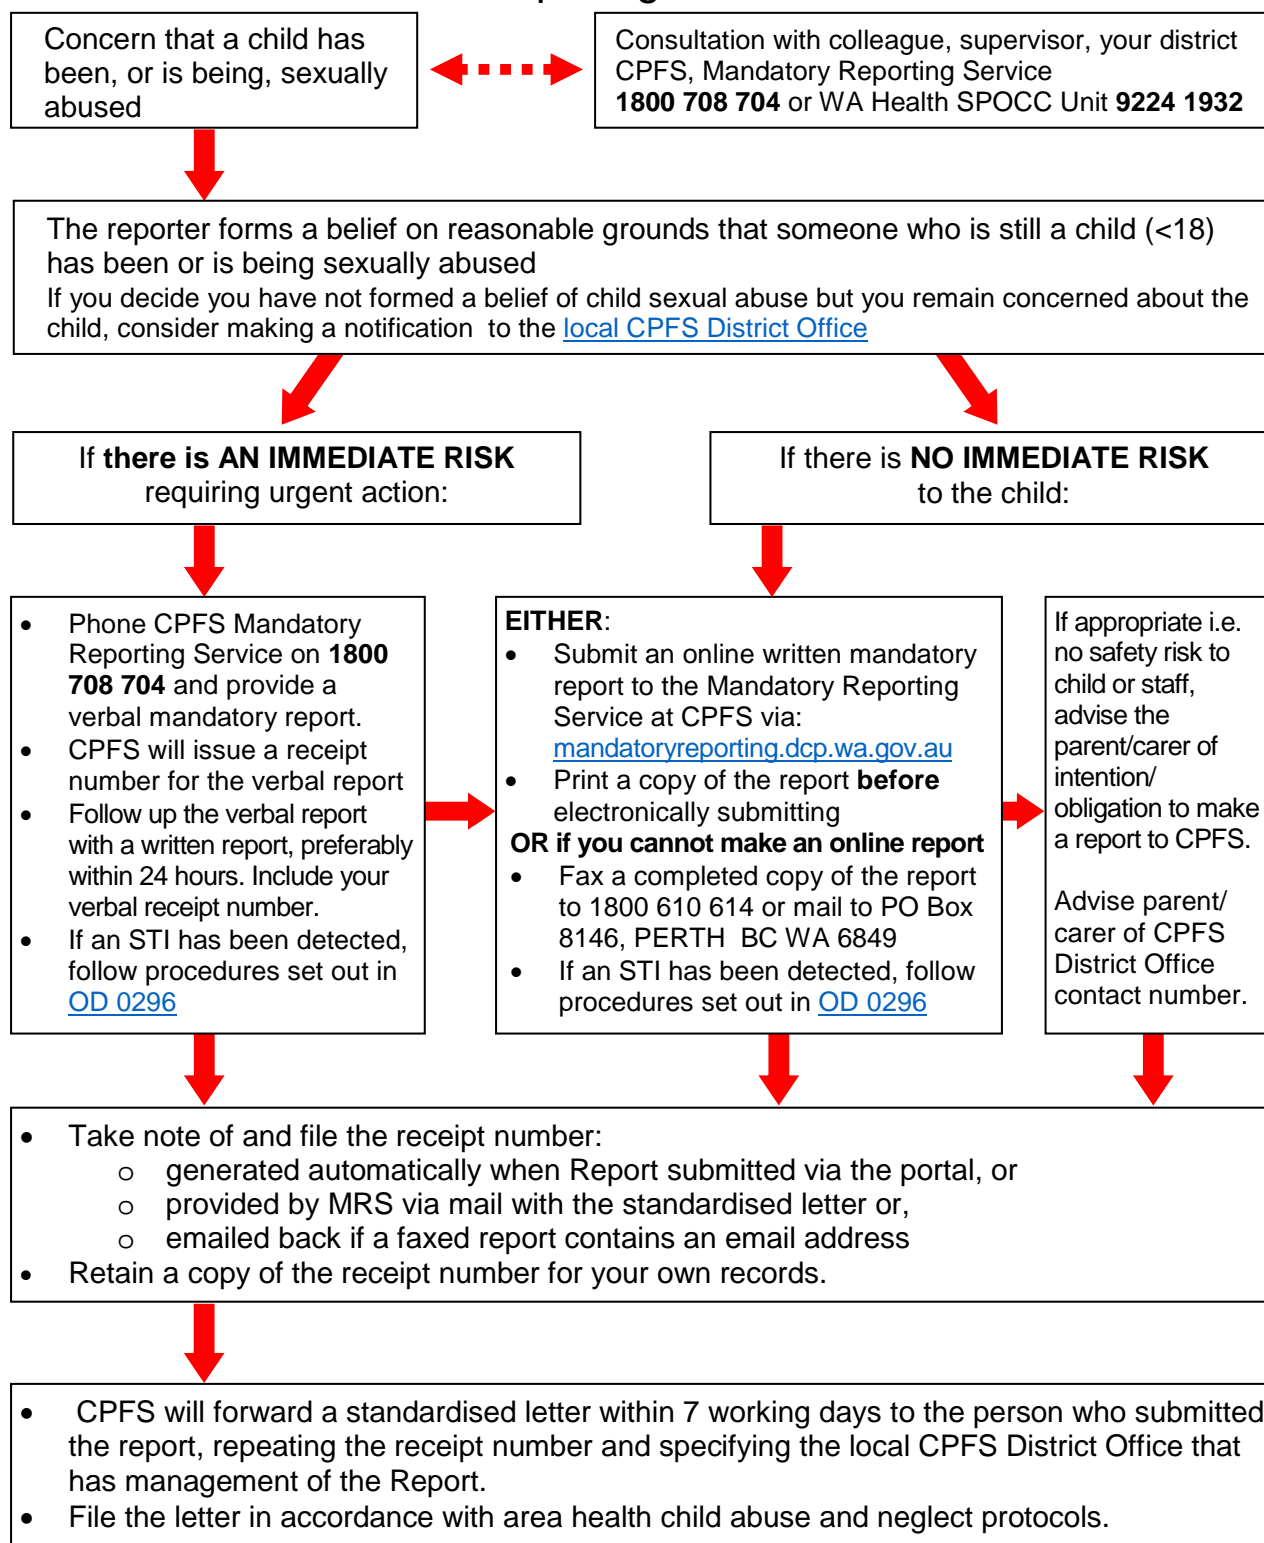 Concern that a child has
been, or is being, sexually
abused
Consultation with colleague, supervisor, your district
CPFS, Mandatory Reporting Service
1800 708 704 or WA Health SPOCC Unit 9224 1932
The reporter forms a belief on reasonable grounds that someone who is still a child (<18)
has been or is being sexually abused
If you decide you have not formed a belief of child sexual abuse but you remain concerned about the
child, consider making a notification to the local CPFS District Office
If there is AN IMMEDIATE RISK
requiring urgent action:
If there is NO IMMEDIATE RISK
to the child:
• Phone CPFS Mandatory
Reporting Service on 1800
708 704 and provide a
verbal mandatory report.
• CPFS will issue a receipt
number for the verbal report
• Follow up the verbal report
with a written report, preferably
within 24 hours. Include your
verbal receipt number.
• If an STI has been detected,
follow procedures set out in
OD 0296
EITHER:
• Submit an online written mandatory
report to the Mandatory Reporting
Service at CPFS via:
mandatoryreporting.dcp.wa.gov.au
• Print a copy of the report before
electronically submitting
OR if you cannot make an online report
• Fax a completed copy of the report
to 1800 610 614 or mail to PO Box
8146, PERTH BC WA 6849
• If an STI has been detected, follow
procedures set out in OD 0296
If appropriate i.e.
no safety risk to
child or staff,
advise the
parent/carer of
intention/
obligation to make
a report to CPFS.
Advise parent/
carer of CPFS
District Office
contact number.
• Take note of and file the receipt number:
o generated automatically when Report submitted via the portal, or
o provided by MRS via mail with the standardised letter or,
o emailed back if a faxed report contains an email address
• Retain a copy of the receipt number for your own records.
• CPFS will forward a standardised letter within 7 working days to the person who submitted
the report, repeating the receipt number and specifying the local CPFS District Office that
has management of the Report.
• File the letter in accordance with area health child abuse and neglect protocols.